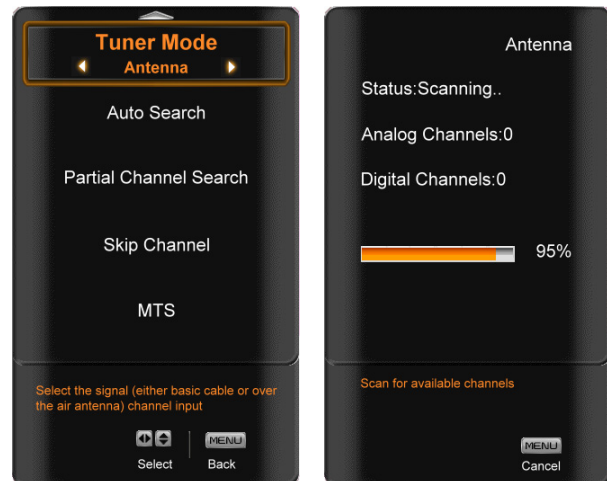 Tuner Mode
Antenna
Auto Search
Partial Channel Search
Skip Channel
MTS
Select the signal (either basic cable or over
the air antenna) channel input
MENU
Select Back
Antenna
Status:Scanning..
Analog Channels:0
Digital Channels:0
95%
Scan for available channels
MENU
Cancel